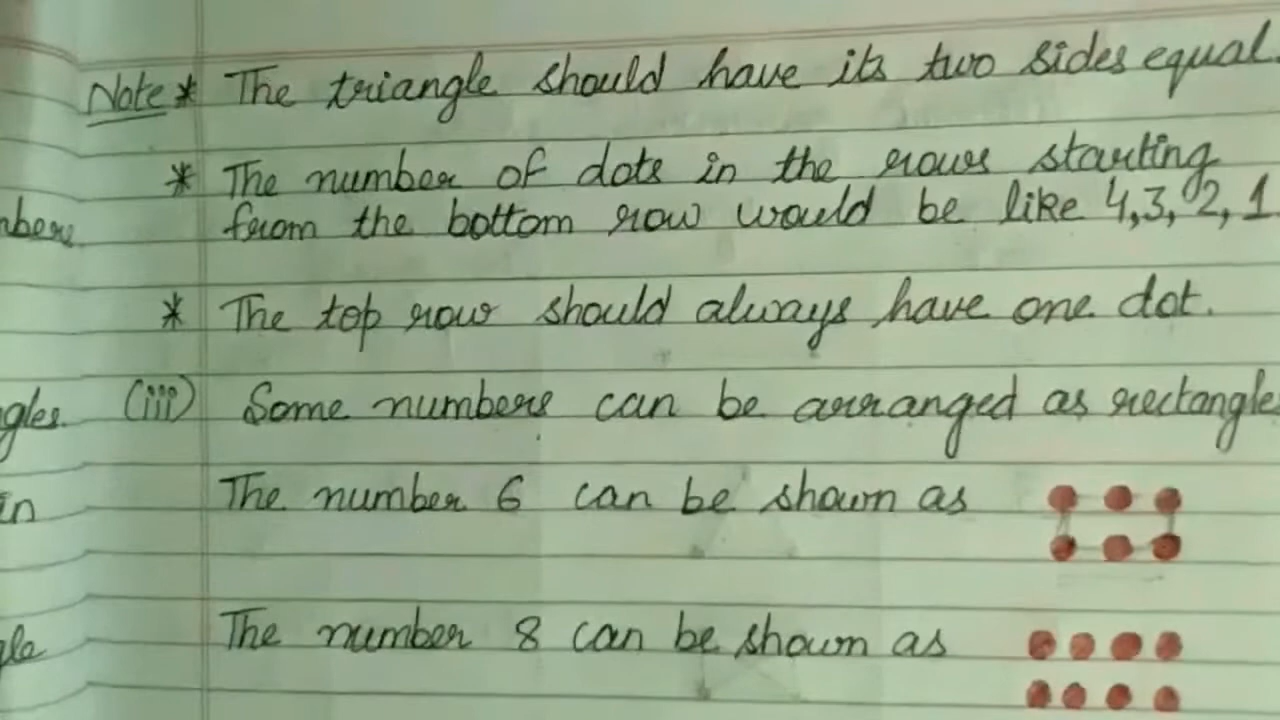 Note * The triangle should have its two sides equal.
* The number of dots in the rows starting
from the bottom row would be like 4,3,2,1
* The top row should always have one dot.
(iii) Some numbers can be arranged as rectangle
The number 6 can be shown as
in
The number 8 can be shown as